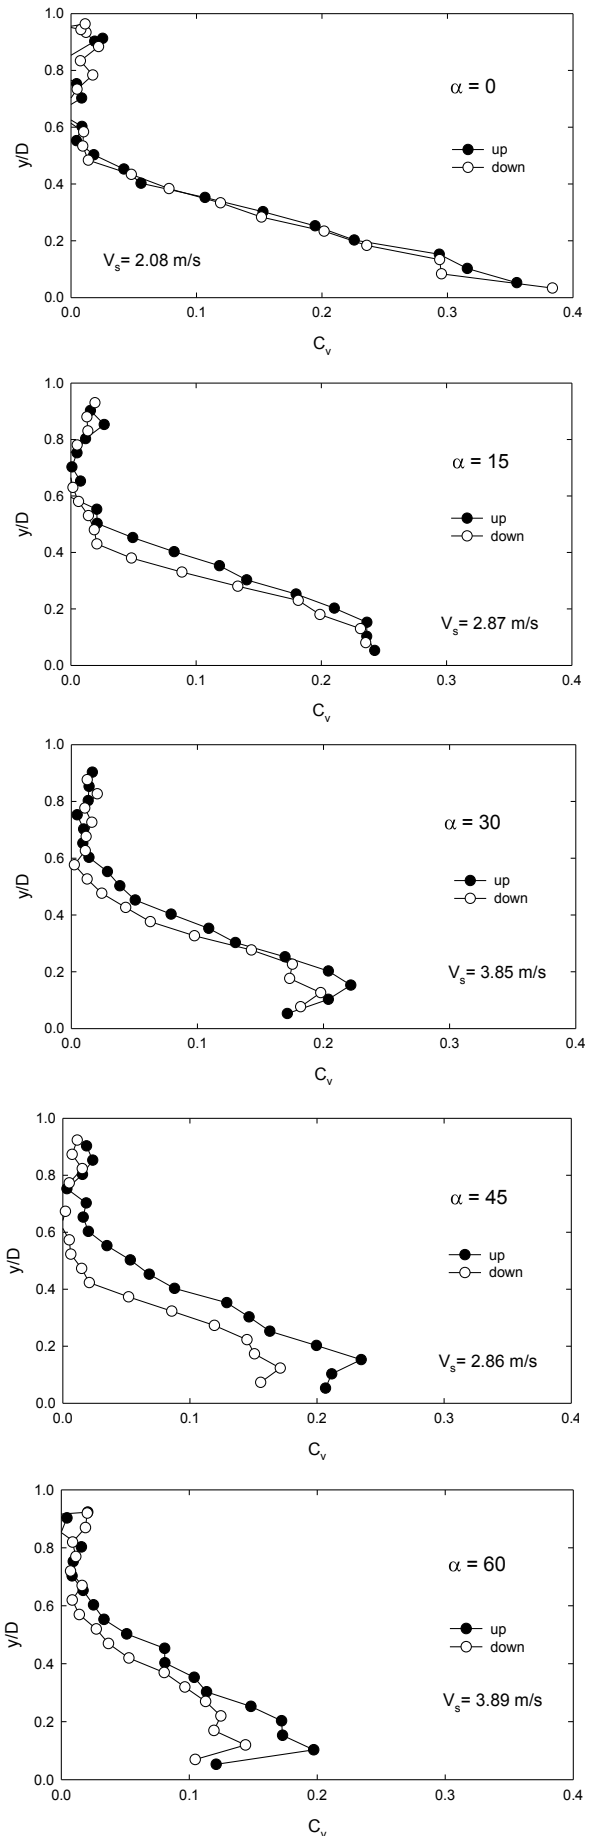 1.0
0.8
α = 0
0.6
y/D
up
down
0.4
0.2
Vs= 2.08 m/s
0.0
0.0 0.1 0.2 0.3 0.4
Cv
1.0
0.8
α = 15
0.6
y/D
up
down
0.4
0.2
Vs= 2.87 m/s
0.0
0.0 0.1 0.2 0.3 0.4
Cv
1.0
0.8
α = 30
0.6
y/D
up
down
0.4
0.2
Vs= 3.85 m/s
0.0
0.0 0.1 0.2 0.3 0.4
Cv
1.0
0.8
α = 45
0.6
y/D
up
down
0.4
0.2
Vs= 2.86 m/s
0.0
0.0 0.1 0.2 0.3 0.4
Cv
1.0
0.8
α = 60
0.6
y/D
up
down
0.4
Vs= 3.89 m/s
0.2
0.0
0.0 0.1 0.2 0.3 0.4
Cv